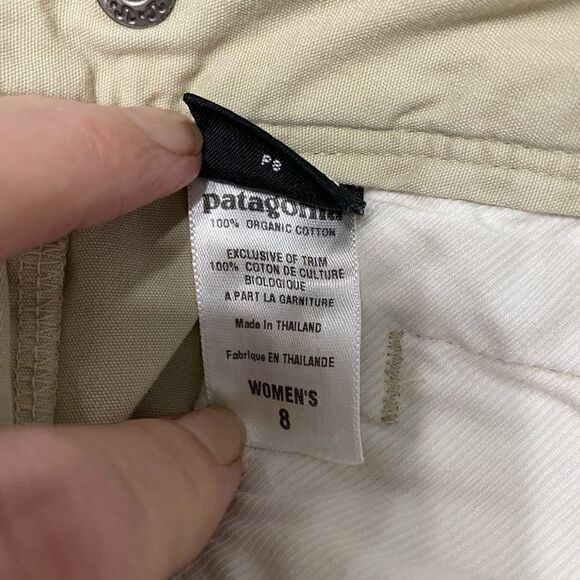 P8
patagonia
100% ORGANIC COTTON
EXCLUSIVE OF TRIM
100% COTON DE CULTURE
BIOLOGIQUE
A PART LA GARNITURE
Made in THAILAND
Fabrique EN THAILANDE
WOMEN'S
8